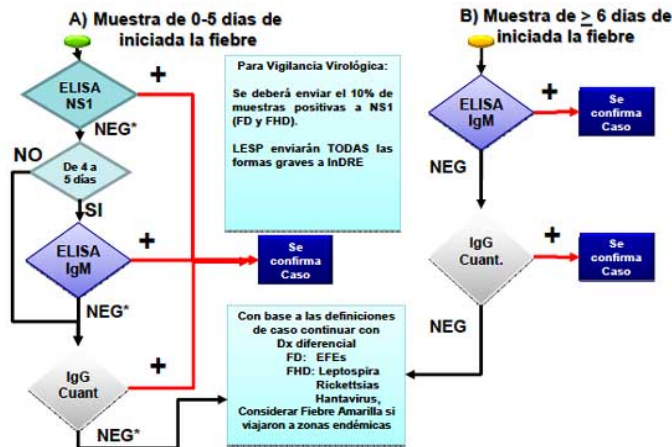 A) Muestra de 0-5 días de
iniciada la fiebre
ELISA
NS1
+
NEG*
NO
De 4 a
5 días
SI
ELISA
IgM
+
NEG*
IgG
Cuant
+
NEG*
Para Vigilancia Virológica:
Se deberá enviar el 10% de
muestras positivas a NS1
(FD y FHD).
LESP enviarán TODAS las
formas graves a InDRE
Se
confirma
Caso
Con base a las definiciones
de caso continuar con
Dx diferencial
FD: EFEs
FHD: Leptospira
Rickettsias
Hantavirus,
Considerar Fiebre Amarilla si
viajaron a zonas endémicas
B) Muestra de ≥ 6 días de
iniciada la fiebre
ELISA
IgM
+
Se
confirma
Caso
NEG
IgG
Cuant.
+
Se
confirma
Caso
NEG